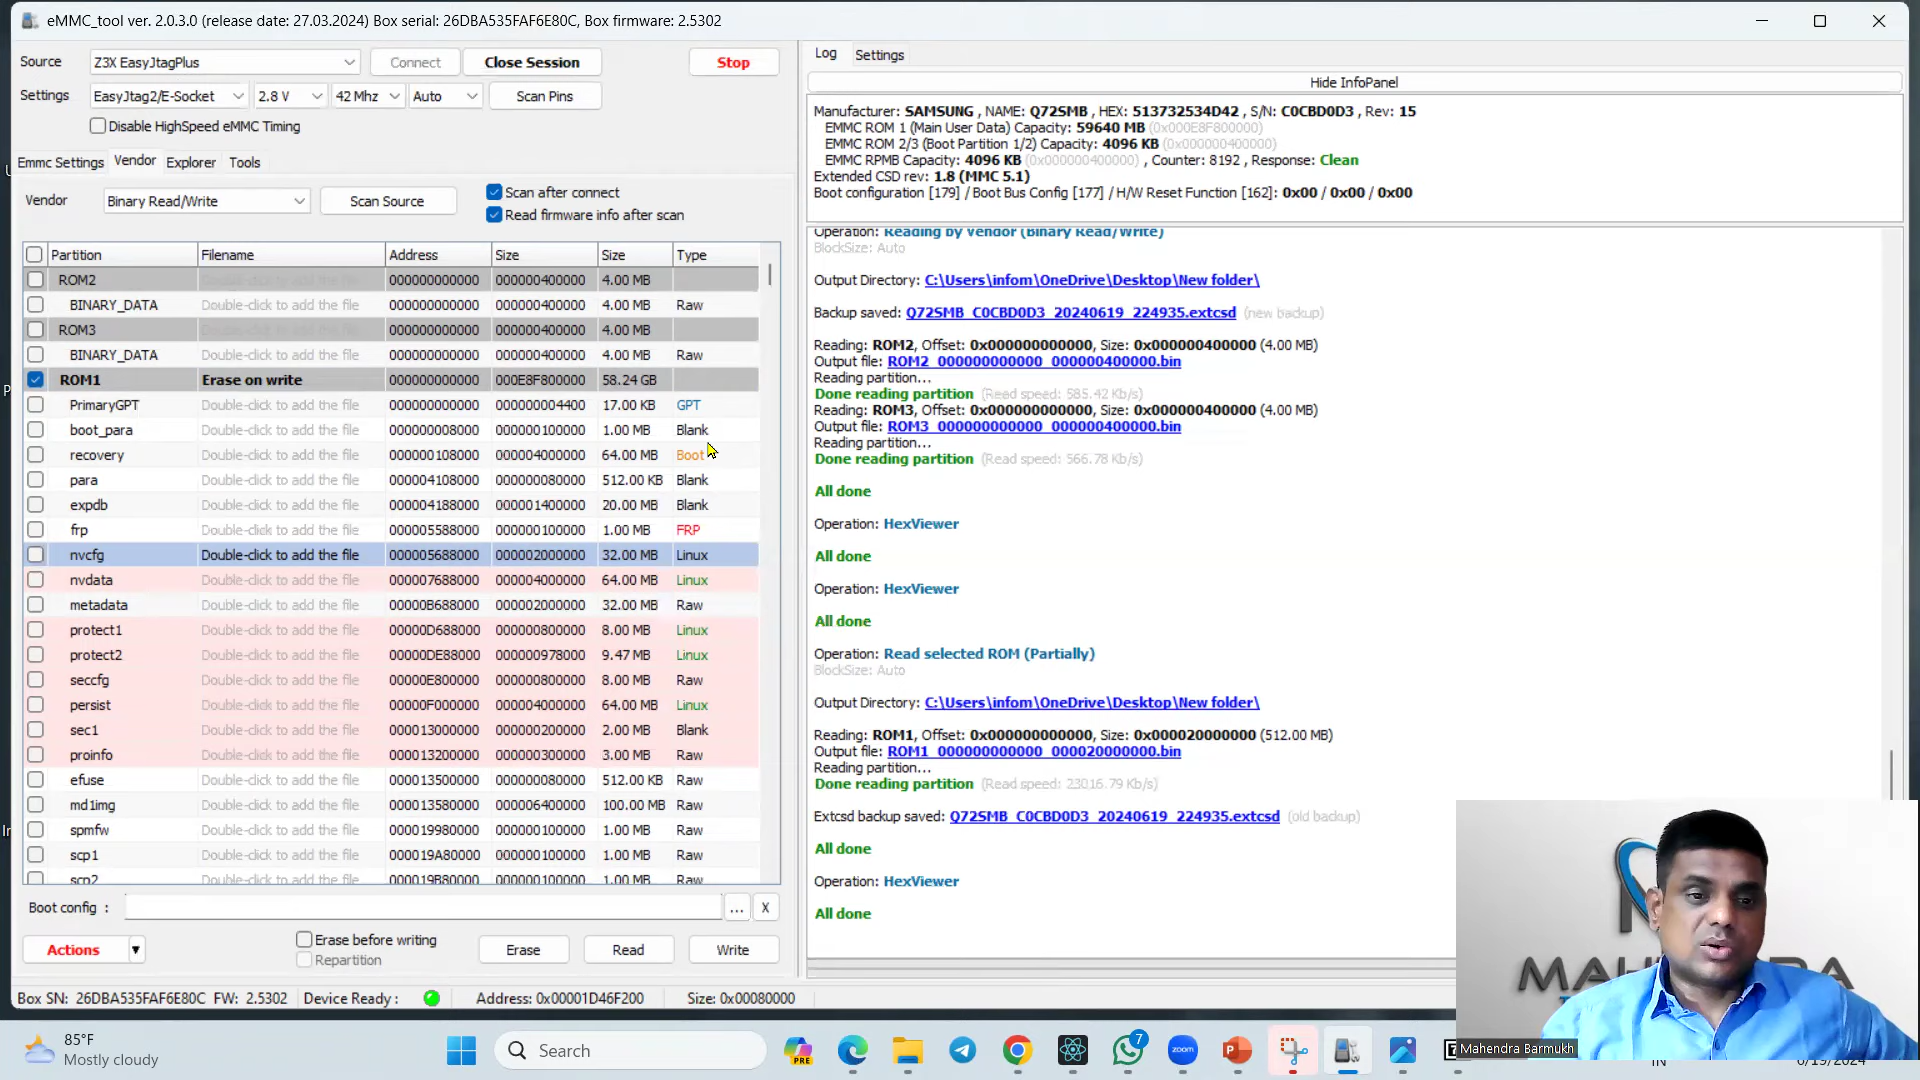 eMMC_tool ver. 2.0.3.0 (release date: 27.03.2024) Box serial: 26DBA535FAF6E80C, Box firmware: 2.5302
Source Z3X EasyJtagPlus Connect Close Session Stop
Settings EasyJtag2/E-Socket 2.8 V 42 Mhz Auto Scan Pins
Disable HighSpeed eMMC Timing
Emmc Settings Vendor Explorer Tools
Vendor Binary Read/Write Scan Source
Scan after connect
Read firmware info after scan
Partition Filename Address Size Size Type
ROM2 000000000000 000000400000 4.00 MB
BINARY_DATA Double-click to add the file 000000000000 000000400000 4.00 MB Raw
ROM3 000000000000 000000400000 4.00 MB
BINARY_DATA Double-click to add the file 000000000000 000000400000 4.00 MB Raw
ROM1 Erase on write 000000000000 000E8F800000 58.24 GB
PrimaryGPT Double-click to add the file 000000000000 000000004400 17.00 KB GPT
boot_para Double-click to add the file 000000008000 000000100000 1.00 MB Blank
recovery Double-click to add the file 000000108000 000004000000 64.00 MB Boot
para Double-click to add the file 000004108000 000000080000 512.00 KB Blank
expdb Double-click to add the file 000004188000 000001400000 20.00 MB Blank
frp Double-click to add the file 000005588000 000000100000 1.00 MB FRP
nvcfg Double-click to add the file 000005688000 000002000000 32.00 MB Linux
nvdata Double-click to add the file 000007688000 000004000000 64.00 MB Linux
metadata Double-click to add the file 00000B688000 000002000000 32.00 MB Raw
protect1 Double-click to add the file 00000D688000 000000800000 8.00 MB Linux
protect2 Double-click to add the file 00000DE88000 000000978000 9.47 MB Linux
seccfg Double-click to add the file 00000E800000 000000800000 8.00 MB Raw
persist Double-click to add the file 00000F000000 000004000000 64.00 MB Linux
sec1 Double-click to add the file 000013000000 000000200000 2.00 MB Blank
proinfo Double-click to add the file 000013200000 000000300000 3.00 MB Raw
efuse Double-click to add the file 000013500000 000000080000 512.00 KB Raw
md1img Double-click to add the file 000013580000 000006400000 100.00 MB Raw
spmfw Double-click to add the file 000019980000 000000100000 1.00 MB Raw
scp1 Double-click to add the file 000019A80000 000000100000 1.00 MB Raw
scp2 Double-click to add the file 000019B80000 000000100000 1.00 MB Raw
Boot config : ... X
Actions Erase before writing Erase Read Write
Repartition
Box SN: 26DBA535FAF6E80C FW: 2.5302 Device Ready : Address: 0x00001D46F200 Size: 0x00080000
Log Settings
Hide InfoPanel
Manufacturer: SAMSUNG , NAME: Q72SMB , HEX: 513732534D42 , S/N: C0CBD0D3 , Rev: 15
EMMC ROM 1 (Main User Data) Capacity: 59640 MB (0x000E8F800000)
EMMC ROM 2/3 (Boot Partition 1/2) Capacity: 4096 KB (0x000000400000)
EMMC RPMB Capacity: 4096 KB (0x000000400000) , Counter: 8192 , Response: Clean
Extended CSD rev: 1.8 (MMC 5.1)
Boot configuration [179] / Boot Bus Config [177] / H/W Reset Function [162]: 0x00 / 0x00 / 0x00
Operation: Reading by Vendor (Binary Read/Write)
BlockSize: Auto
Output Directory: C:\Users\infom\OneDrive\Desktop\New folder\
Backup saved: Q72SMB_C0CBD0D3_20240619_224935.extcsd (new backup)
Reading: ROM2, Offset: 0x000000000000, Size: 0x000000400000 (4.00 MB)
Output file: ROM2_000000000000_000000400000.bin
Reading partition...
Done reading partition (Read speed: 585.42 Kb/s)
Reading: ROM3, Offset: 0x000000000000, Size: 0x000000400000 (4.00 MB)
Output file: ROM3_000000000000_000000400000.bin
Reading partition...
Done reading partition (Read speed: 566.78 Kb/s)
All done
Operation: HexViewer
All done
Operation: HexViewer
All done
Operation: Read selected ROM (Partially)
BlockSize: Auto
Output Directory: C:\Users\infom\OneDrive\Desktop\New folder\
Reading: ROM1, Offset: 0x000000000000, Size: 0x000020000000 (512.00 MB)
Output file: ROM1_000000000000_000020000000.bin
Reading partition...
Done reading partition (Read speed: 23016.79 Kb/s)
Extcsd backup saved: Q72SMB_C0CBD0D3_20240619_224935.extcsd (old backup)
All done
Operation: HexViewer
All done
Mahendra Barmukh
85°F
Mostly cloudy
Search
PRE
7
zoom
IN
6/19/2024